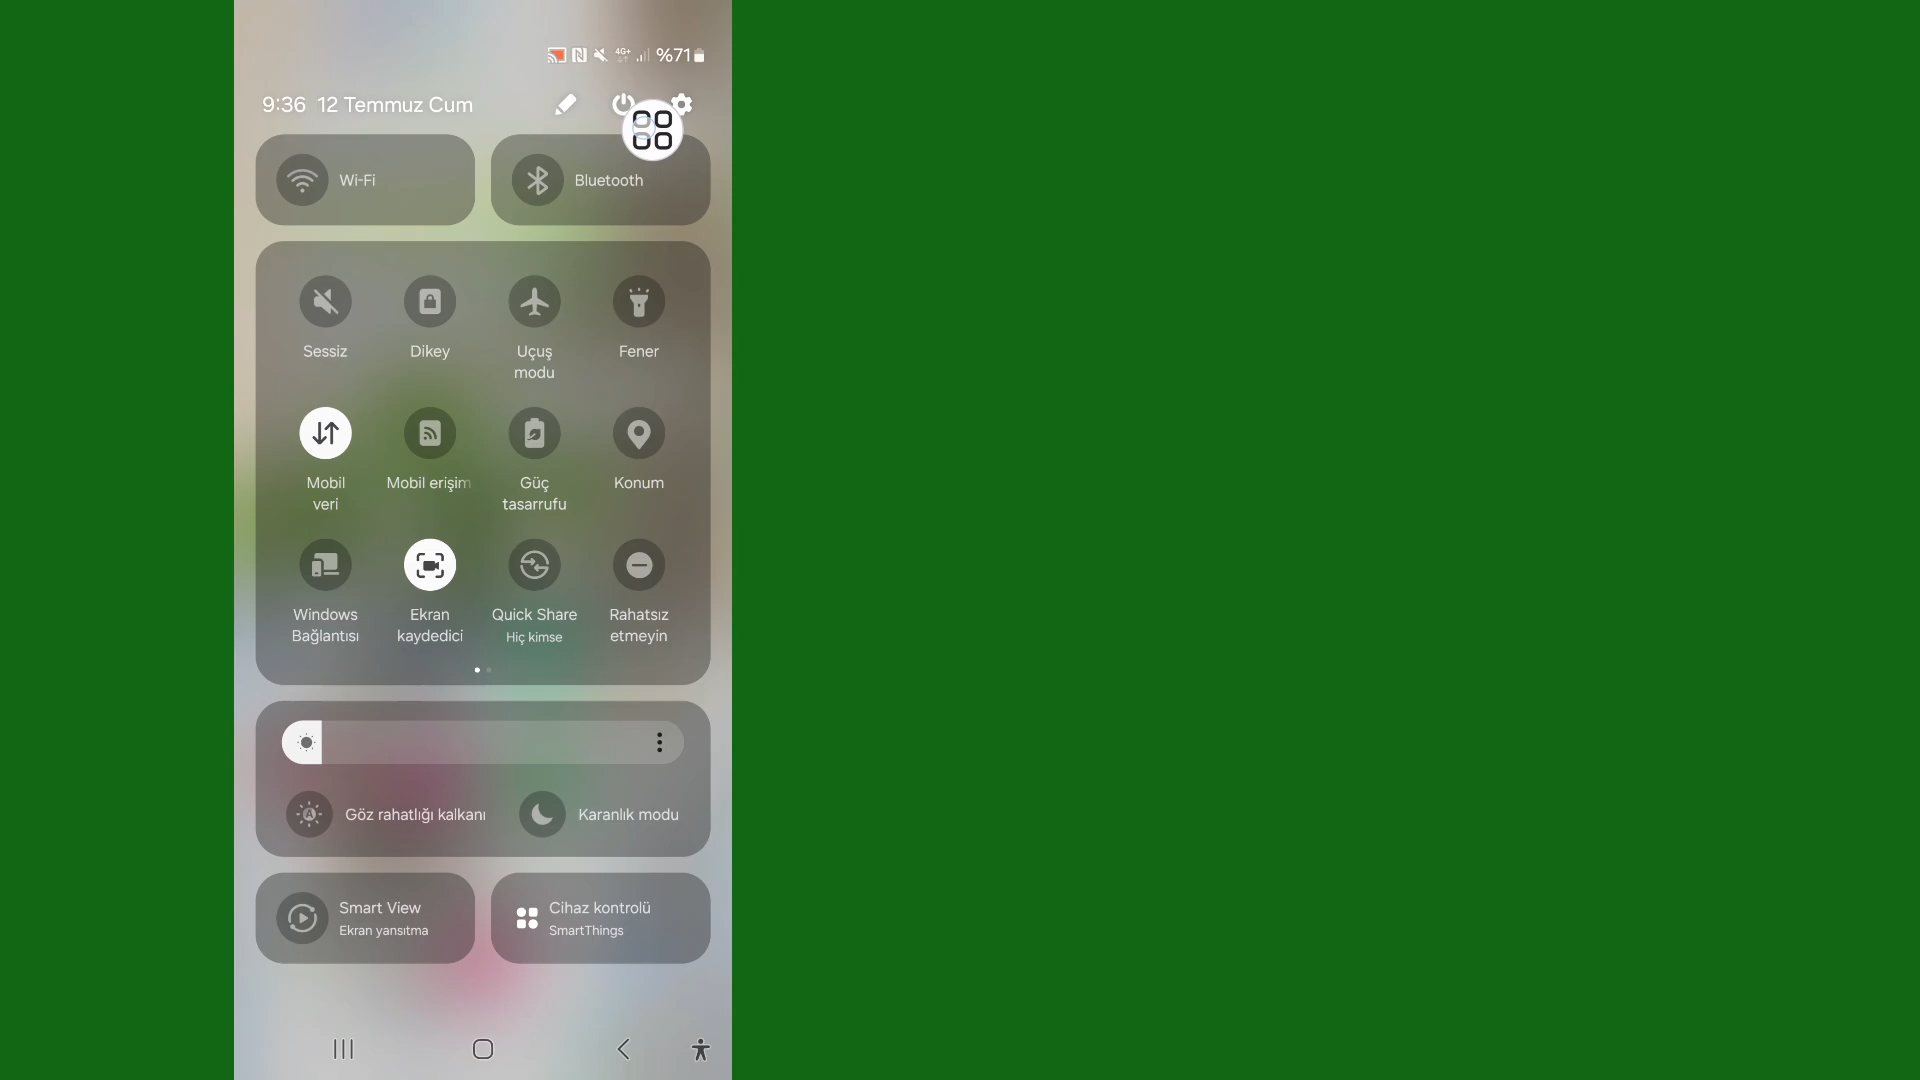 4G+ %71
9:36 12 Temmuz Cum
Wi-Fi
Bluetooth
Sessiz
Dikey
Uçuş
modu
Fener
Mobil
veri
Mobil erişim
Güç
tasarrufu
Konum
Windows
Bağlantısı
Ekran
kaydedici
Quick Share
Hiç kimse
Rahatsız
etmeyin
Göz rahatlığı kalkanı
Karanlık modu
Smart View
Ekran yansıtma
Cihaz kontrolü
SmartThings